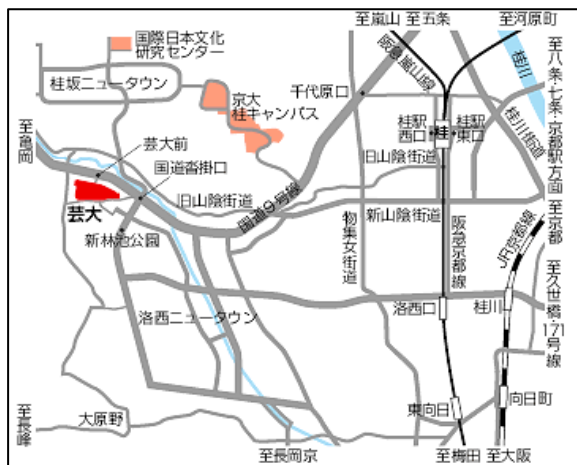 至嵐山
至五条
至河原町
国際日本文化
研究センター
桂坂ニュータウン
京大
桂キャンパス
千代原口
阪急嵐山線
桂川
桂川街道
至八条・七条・京都駅方面
至亀岡
芸大前
国道沓掛口
桂駅
西口
桂
桂駅
東口
旧山陰街道
芸大
旧山陰街道
国道9号線
新山陰街道
至京都
新林池公園
物集女街道
阪急京都線
JR京都線
至久世橋・171号線
洛西ニュータウン
洛西口
桂川
至長峰
大原野
東向日
向日町
至長岡京
至梅田
至大阪